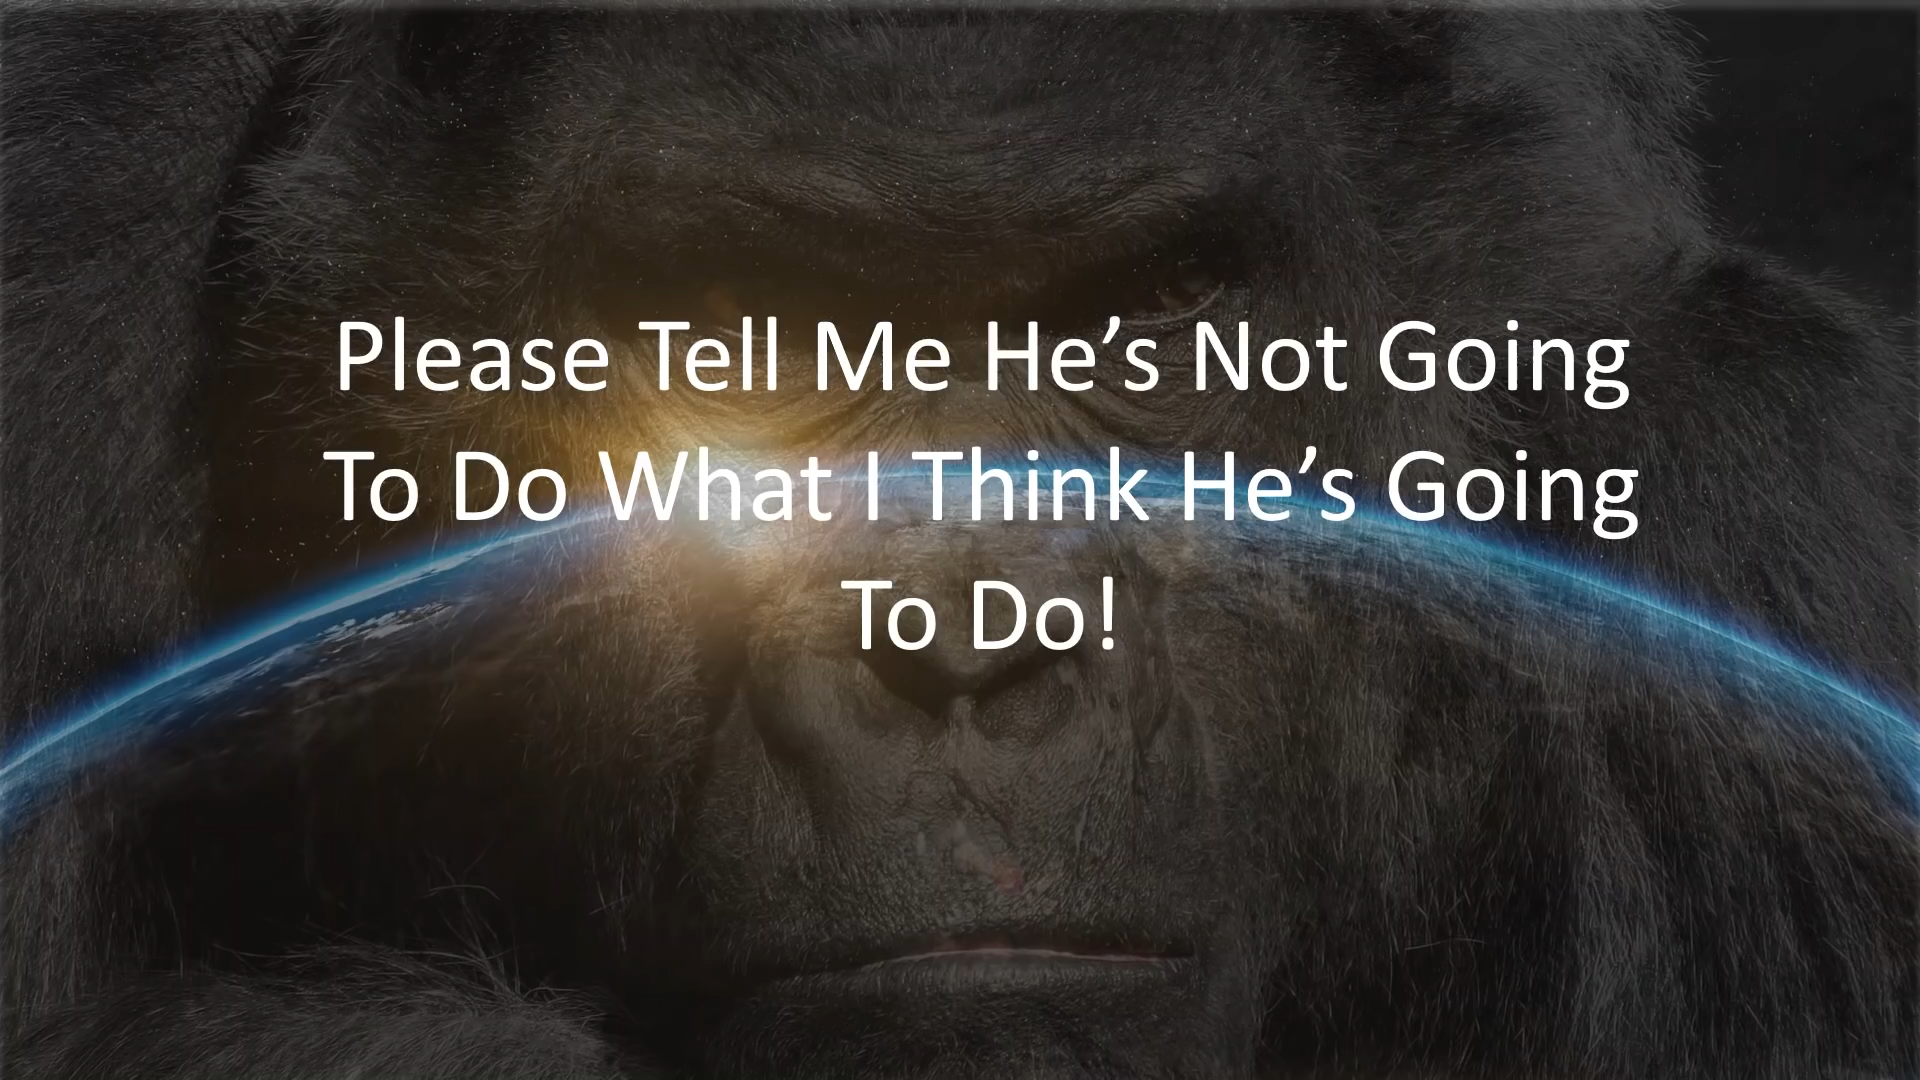 Please Tell Me He’s Not Going
To Do What I Think He’s Going
To Do!